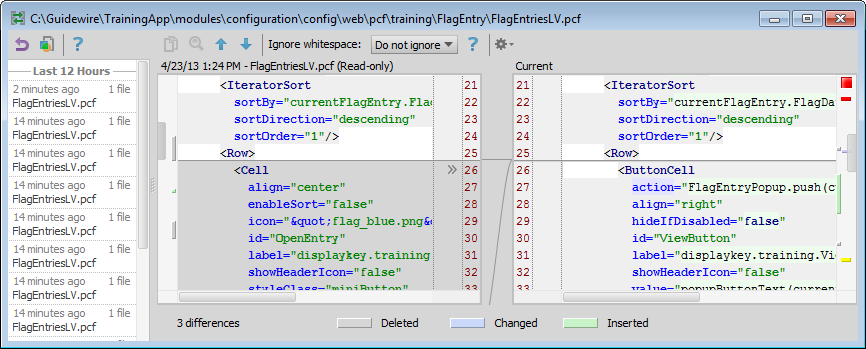 C:\Guidewire\TrainingApp\modules\configuration\config\web\pcf\training\FlagEntry\FlagEntriesLV.pcf
Ignore whitespace: Do not ignore
Last 12 Hours
2 minutes ago 1 file
FlagEntriesLV.pcf
14 minutes ago 1 file
FlagEntriesLV.pcf
14 minutes ago 1 file
FlagEntriesLV.pcf
14 minutes ago 1 file
FlagEntriesLV.pcf
14 minutes ago 1 file
FlagEntriesLV.pcf
14 minutes ago 1 file
FlagEntriesLV.pcf
14 minutes ago 1 file
FlagEntriesLV.pcf
14 minutes ago 1 file
FlagEntriesLV.pcf
4/23/13 1:24 PM - FlagEntriesLV.pcf (Read-only)
<IteratorSort 21
sortBy="currentFlagEntry.Flag 22
sortDirection="descending" 23
sortOrder="1"/> 24
<Row> 25
<Cell 26
align="center" 27
enableSort="false" 28
icon="&quot;flag_blue.png& 29
id="OpenEntry" 30
label="displaykey.training 31
showHeaderIcon="false" 32
styleClass="miniButton" 33
Current
21 <IteratorSort
22 sortBy="currentFlagEntry.FlagDa
23 sortDirection="descending"
24 sortOrder="1"/>
25 <Row>
26 <ButtonCell
27 action="FlagEntryPopup.push(c
28 align="right"
29 hideIfDisabled="false"
30 id="ViewButton"
31 label="displaykey.training.Vi
32 showHeaderIcon="false"
33 value="popupButtonText(curren
3 differences
Deleted
Changed
Inserted